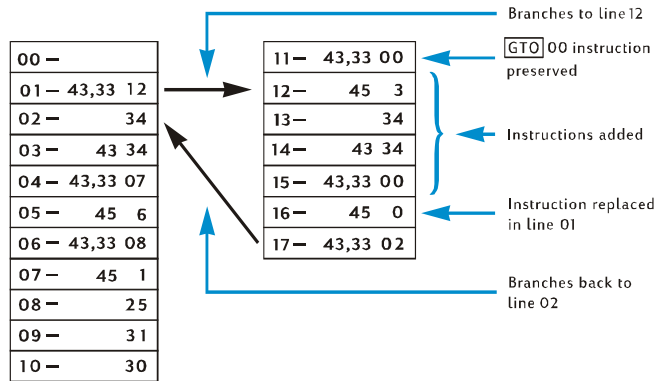 Branches to line 12
00 –
01 – 43,33 12
02 – 34
03 – 43 34
04 – 43,33 07
05 – 45 6
06 – 43,33 08
07 – 45 1
08 – 25
09 – 31
10 – 30
11 – 43,33 00
12 – 45 3
13 – 34
14 – 43 34
15 – 43,33 00
16 – 45 0
17 – 43,33 02
GTO 00 instruction
preserved
Instructions added
Instruction replaced
in line 01
Branches back to
line 02